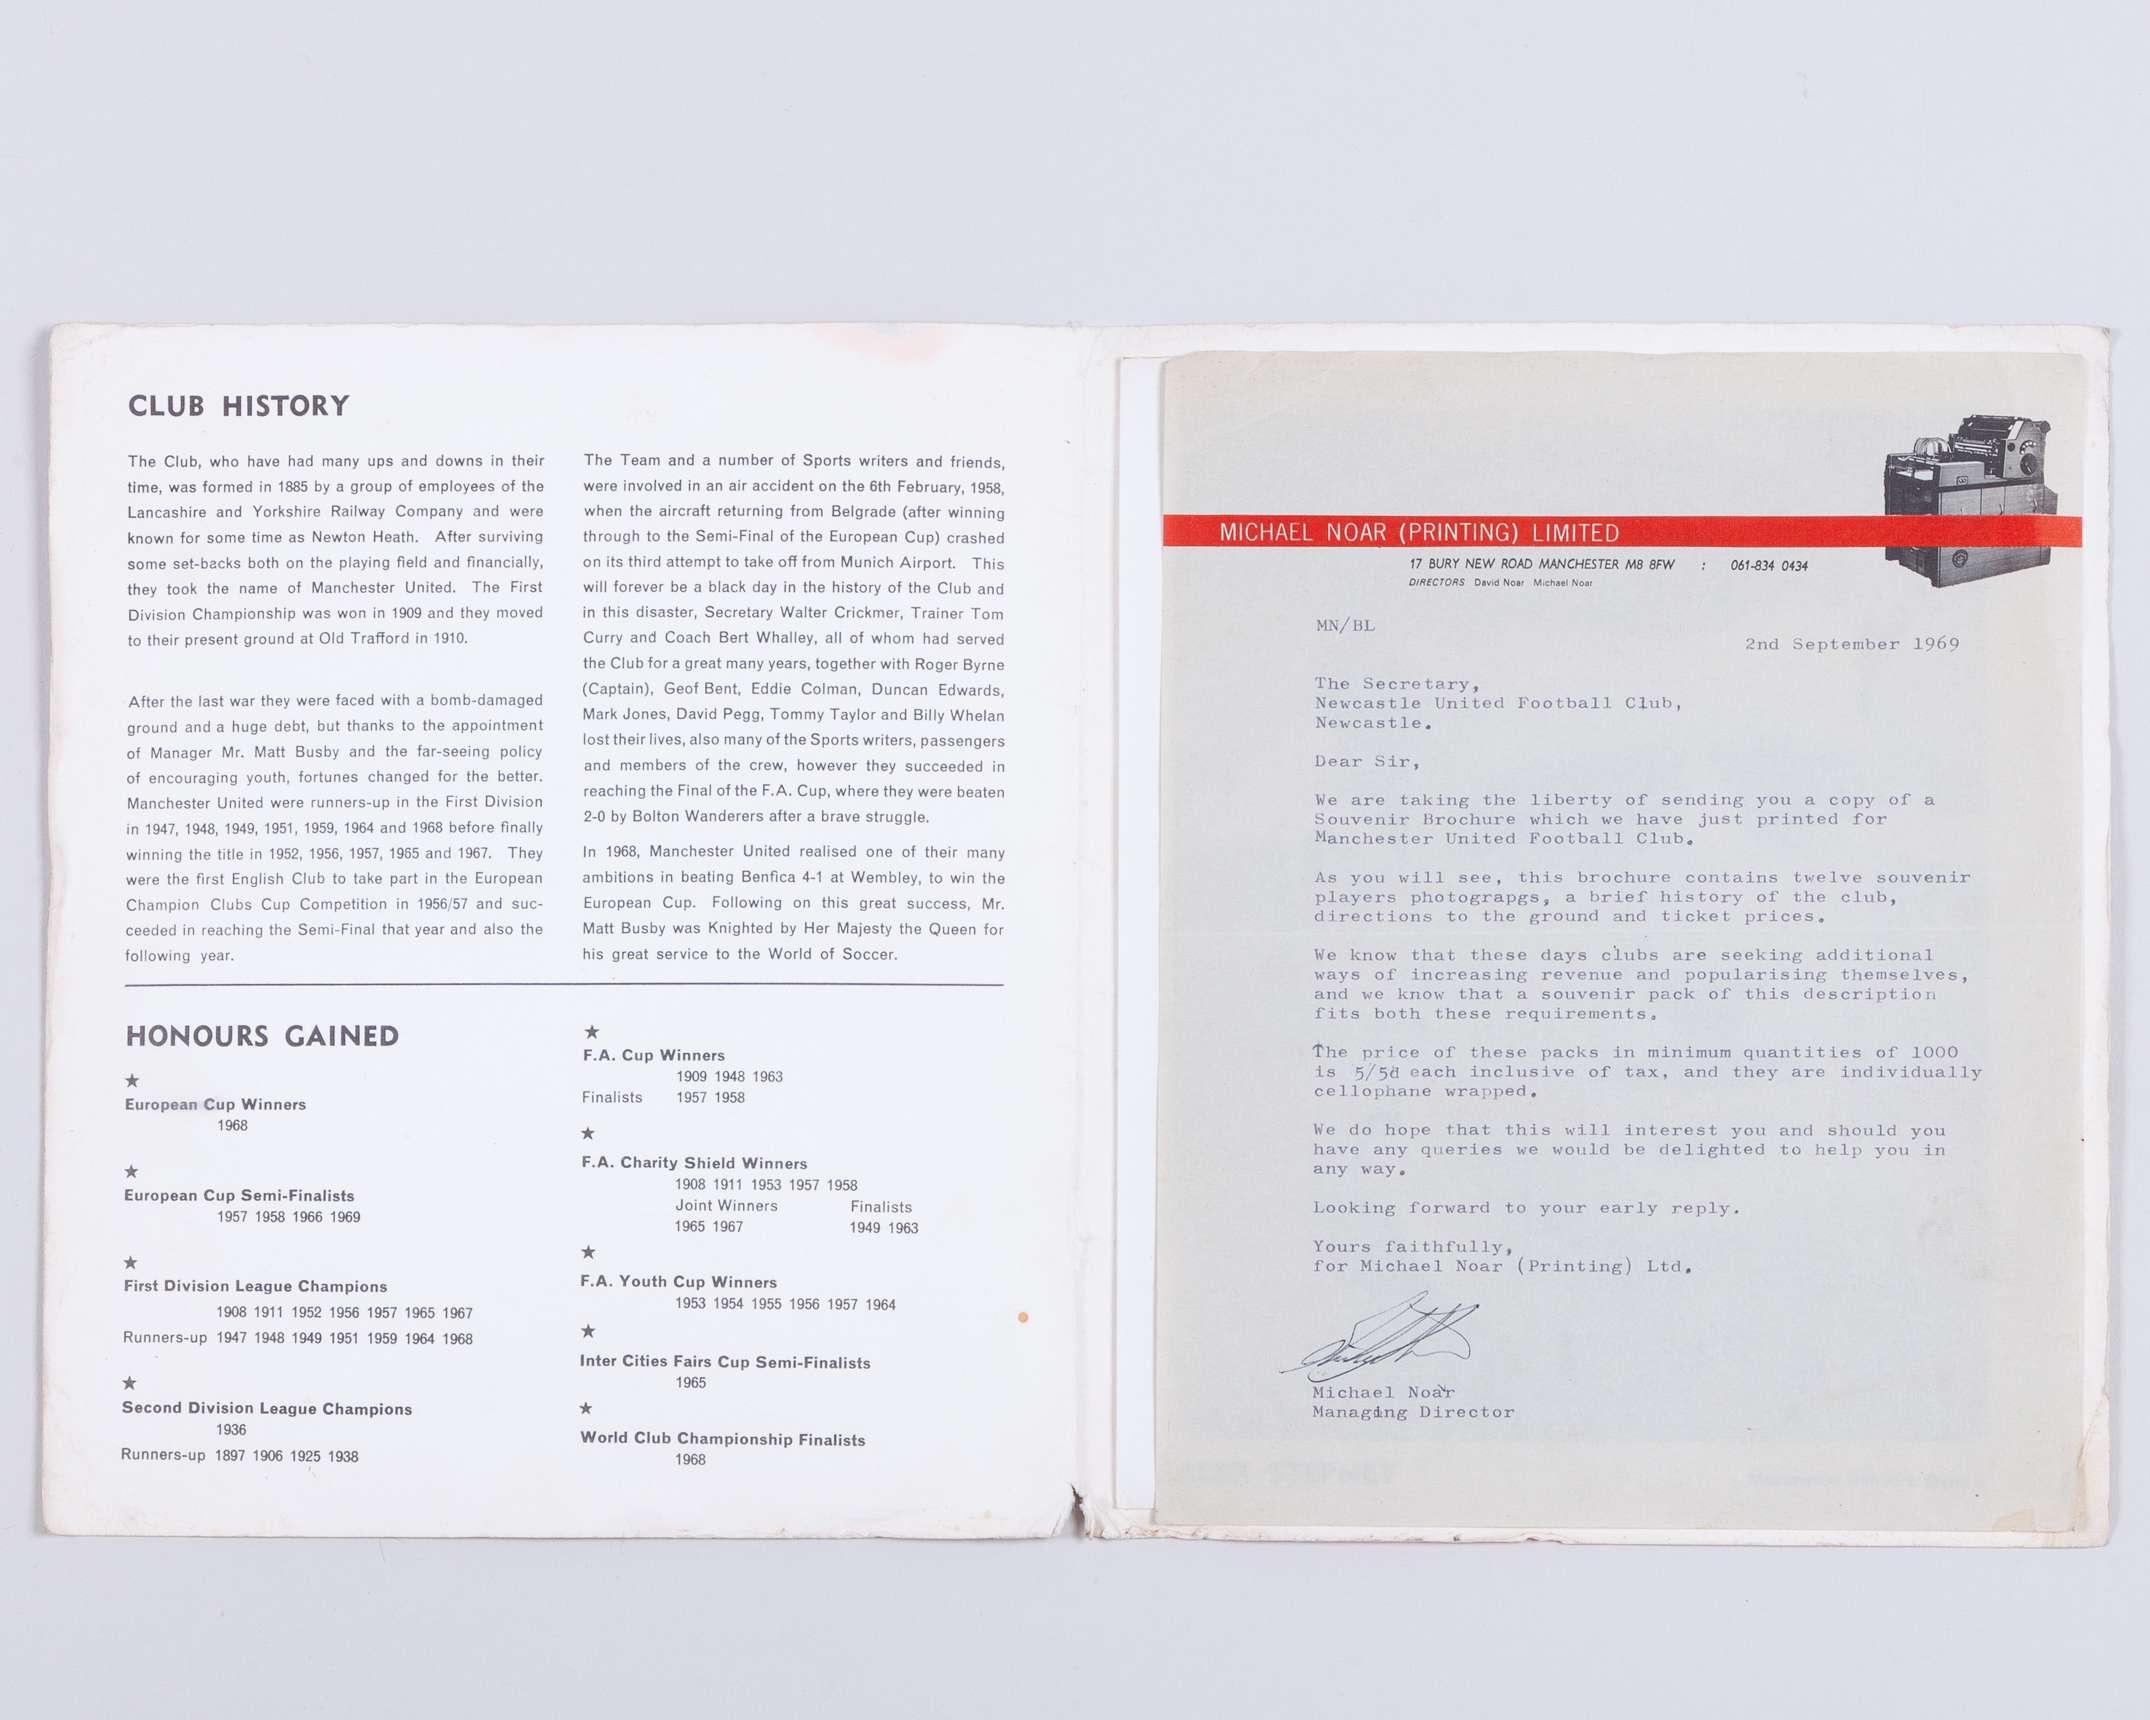 CLUB HISTORY
The Club, who have had many ups and downs in their
time, was formed in 1885 by a group of employees of the
Lancashire and Yorkshire Railway Company and were
known for some time as Newton Heath. After surviving
some set-backs both on the playing field and financially,
they took the name of Manchester United. The First
Division Championship was won in 1909 and they moved
to their present ground at Old Trafford in 1910.
After the last war they were faced with a bomb-damaged
ground and a huge debt, but thanks to the appointment
of Manager Mr. Matt Busby and the far-seeing policy
of encouraging youth, fortunes changed for the better.
Manchester United were runners-up in the First Division
in 1947, 1948, 1949, 1951, 1959, 1964 and 1968 before finally
winning the title in 1952, 1956, 1957, 1965 and 1967. They
were the first English Club to take part in the European
Champion Clubs Cup Competition in 1956/57 and suc-
ceeded in reaching the Semi-Final that year and also the
following year.
The Team and a number of Sports writers and friends,
were involved in an air accident on the 6th February, 1958,
when the aircraft returning from Belgrade (after winning
through to the Semi-Final of the European Cup) crashed
on its third attempt to take off from Munich Airport. This
will forever be a black day in the history of the Club and
in this disaster, Secretary Walter Crickmer, Trainer Tom
Curry and Coach Bert Whalley, all of whom had served
the Club for a great many years, together with Roger Byrne
(Captain), Geof Bent, Eddie Colman, Duncan Edwards,
Mark Jones, David Pegg, Tommy Taylor and Billy Whelan
lost their lives, also many of the Sports writers, passengers
and members of the crew, however they succeeded in
reaching the Final of the F.A. Cup, where they were beaten
2-0 by Bolton Wanderers after a brave struggle.
In 1968, Manchester United realised one of their many
ambitions in beating Benfica 4-1 at Wembley, to win the
European Cup. Following on this great success, Mr.
Matt Busby was Knighted by Her Majesty the Queen for
his great service to the World of Soccer.
HONOURS GAINED
★
European Cup Winners
1968
★
European Cup Semi-Finalists
1957 1958 1966 1969
★
First Division League Champions
1908 1911 1952 1956 1957 1965 1967
Runners-up 1947 1948 1949 1951 1959 1964 1968
★
Second Division League Champions
1936
Runners-up 1897 1906 1925 1938
★
F.A. Cup Winners
1909 1948 1963
Finalists 1957 1958
★
F.A. Charity Shield Winners
1908 1911 1953 1957 1958
Joint Winners Finalists
1965 1967 1949 1963
★
F.A. Youth Cup Winners
1953 1954 1955 1956 1957 1964
★
Inter Cities Fairs Cup Semi-Finalists
1965
★
World Club Championship Finalists
1968
MICHAEL NOAR (PRINTING) LIMITED
17 BURY NEW ROAD MANCHESTER M8 8FW : 061-834 0434
DIRECTORS David Noar Michael Noar
MN/BL
2nd September 1969
The Secretary,
Newcastle United Football Club,
Newcastle.
Dear Sir,
We are taking the liberty of sending you a copy of a
Souvenir Brochure which we have just printed for
Manchester United Football Club.
As you will see, this brochure contains twelve souvenir
players photograpgs, a brief history of the club,
directions to the ground and ticket prices.
We know that these days clubs are seeking additional
ways of increasing revenue and popularising themselves,
and we know that a souvenir pack of this description
fits both these requirements.
The price of these packs in minimum quantities of 1000
is 5/5d each inclusive of tax, and they are individually
cellophane wrapped.
We do hope that this will interest you and should you
have any queries we would be delighted to help you in
any way.
Looking forward to your early reply.
Yours faithfully,
for Michael Noar (Printing) Ltd.
Michael Noar
Managing Director